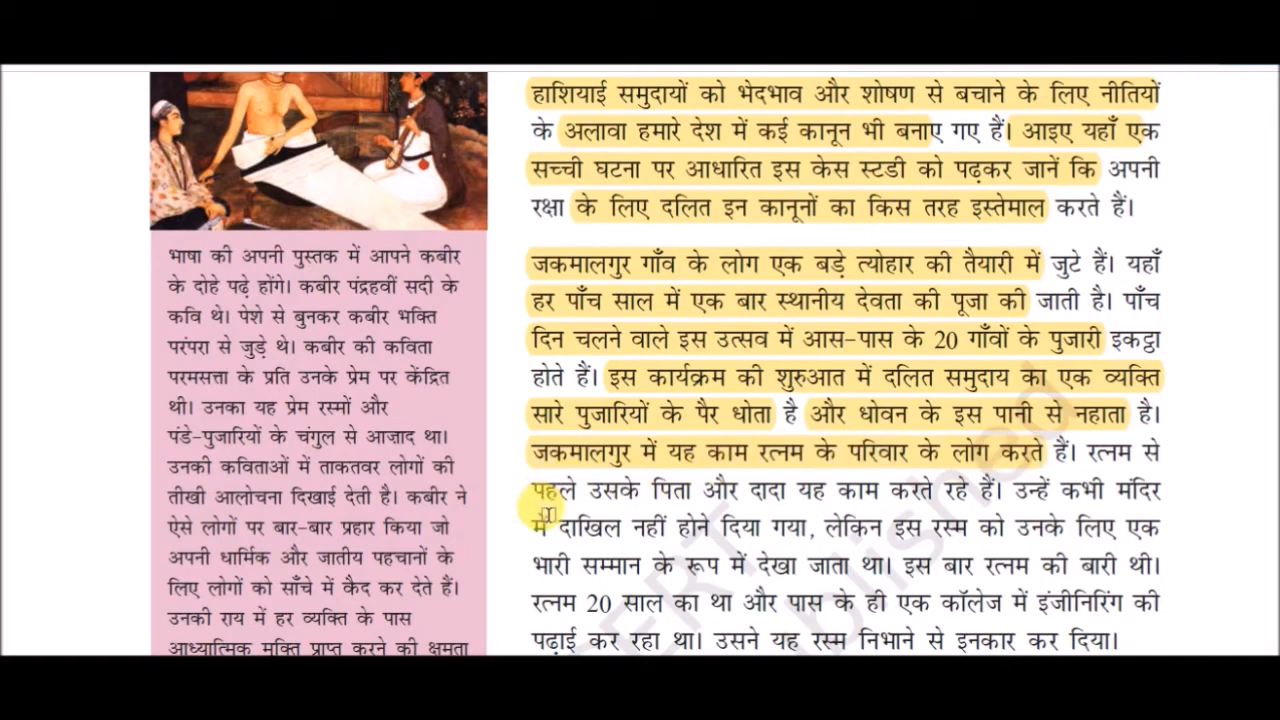 भाषा की अपनी पुस्तक में आपने कबीर
के दोहे पढ़े होंगे। कबीर पंद्रहवीं सदी के
कवि थे। पेशे से बुनकर कबीर भक्ति
परंपरा से जुड़े थे। कबीर की कविता
परमसत्ता के प्रति उनके प्रेम पर केंद्रित
थी। उनका यह प्रेम रस्मों और
पंडे-पुजारियों के चंगुल से आज़ाद था।
उनकी कविताओं में ताकतवर लोगों की
तीखी आलोचना दिखाई देती है। कबीर ने
ऐसे लोगों पर बार-बार प्रहार किया जो
अपनी धार्मिक और जातीय पहचानों के
लिए लोगों को साँचे में कैद कर देते हैं।
उनकी राय में हर व्यक्ति के पास
आध्यात्मिक मुक्ति प्राप्त करने की क्षमता
हाशियाई समुदायों को भेदभाव और शोषण से बचाने के लिए नीतियों
के अलावा हमारे देश में कई कानून भी बनाए गए हैं। आइए यहाँ एक
सच्ची घटना पर आधारित इस केस स्टडी को पढ़कर जानें कि अपनी
रक्षा के लिए दलित इन कानूनों का किस तरह इस्तेमाल करते हैं।
जकमालगुर गाँव के लोग एक बड़े त्योहार की तैयारी में जुटे हैं। यहाँ
हर पाँच साल में एक बार स्थानीय देवता की पूजा की जाती है। पाँच
दिन चलने वाले इस उत्सव में आस-पास के 20 गाँवों के पुजारी इकट्ठा
होते हैं। इस कार्यक्रम की शुरुआत में दलित समुदाय का एक व्यक्ति
सारे पुजारियों के पैर धोता है और धोवन के इस पानी से नहाता है।
जकमालगुर में यह काम रत्नम के परिवार के लोग करते हैं। रत्नम से
पहले उसके पिता और दादा यह काम करते रहे हैं। उन्हें कभी मंदिर
में दाखिल नहीं होने दिया गया, लेकिन इस रस्म को उनके लिए एक
भारी सम्मान के रूप में देखा जाता था। इस बार रत्नम की बारी थी।
रत्नम 20 साल का था और पास के ही एक कॉलेज में इंजीनिरिंग की
पढ़ाई कर रहा था। उसने यह रस्म निभाने से इनकार कर दिया।